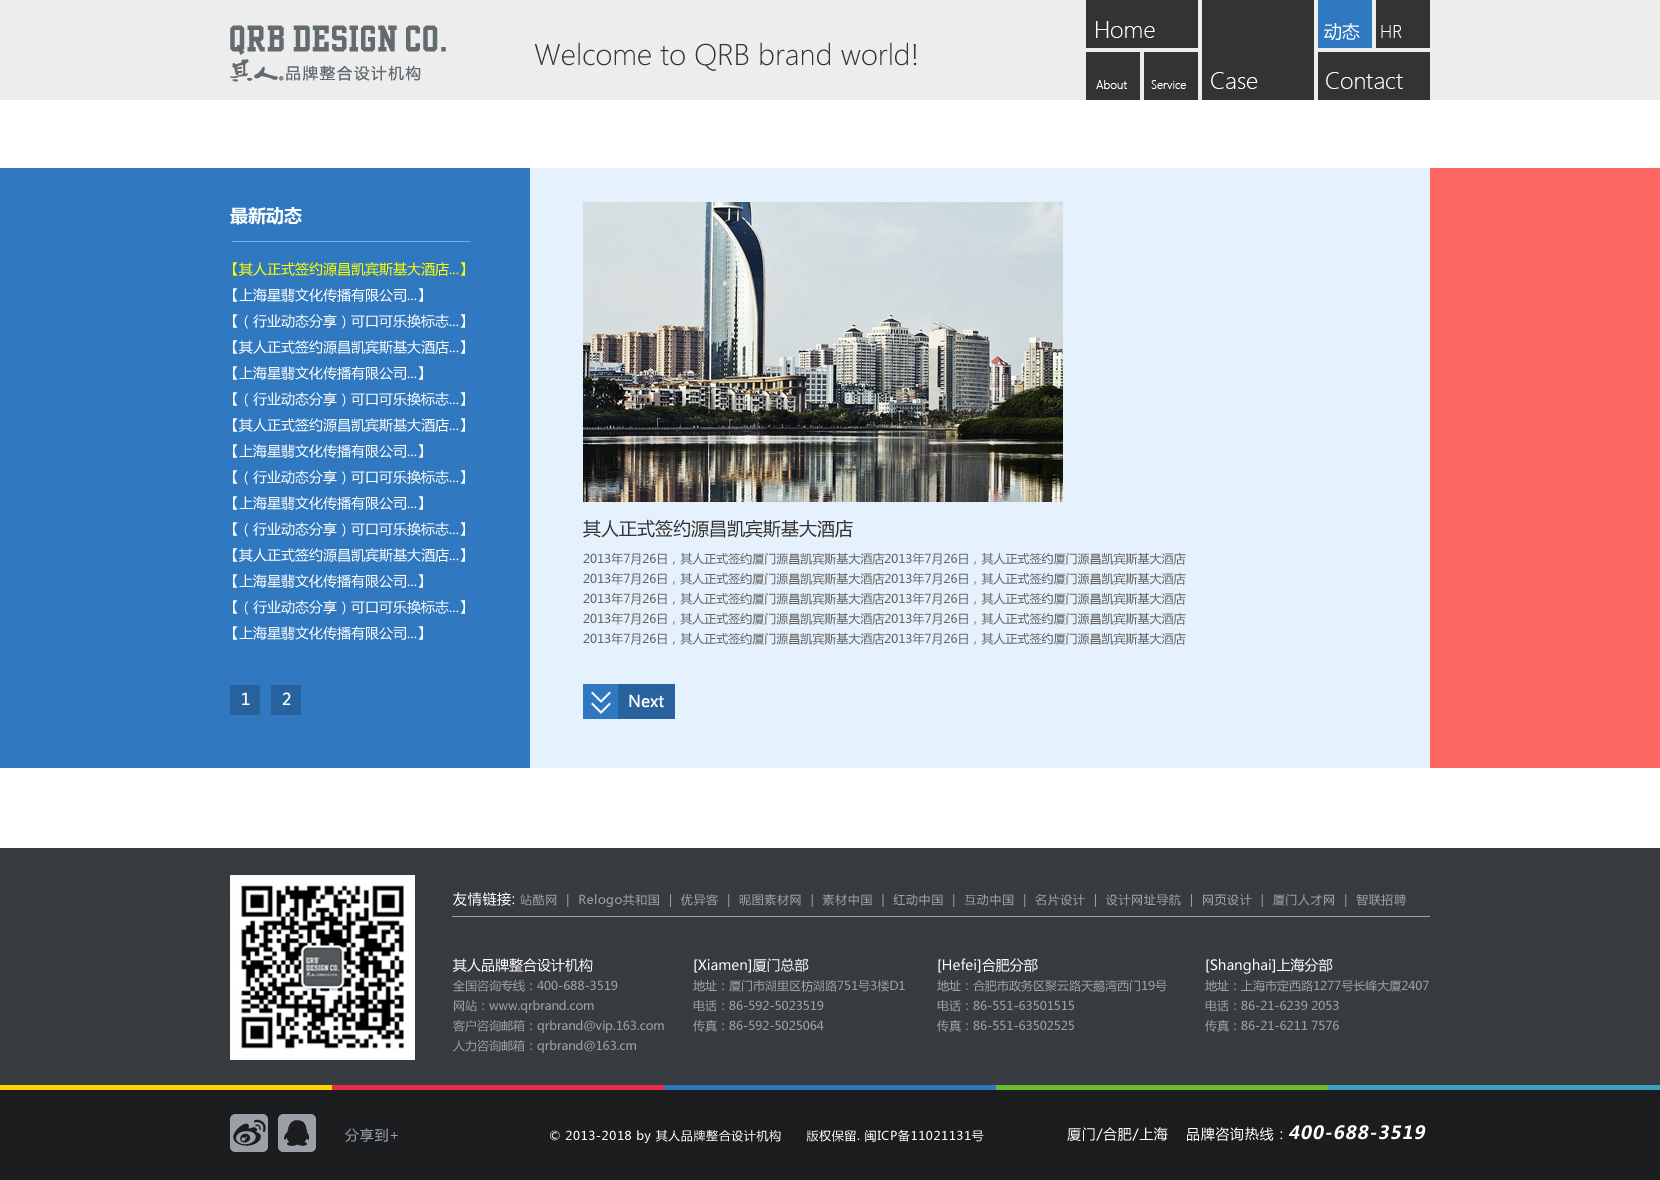 QRB DESIGN CO.
其人®品牌整合设计机构
Welcome to QRB brand world!
Home
About
Service
Case
动态
HR
Contact
最新动态
【其人正式签约源昌凯宾斯基大酒店...】
【上海星翡文化传播有限公司...】
【（行业动态分享）可口可乐换标志...】
【其人正式签约源昌凯宾斯基大酒店...】
【上海星翡文化传播有限公司...】
【（行业动态分享）可口可乐换标志...】
【其人正式签约源昌凯宾斯基大酒店...】
【上海星翡文化传播有限公司...】
【（行业动态分享）可口可乐换标志...】
【上海星翡文化传播有限公司...】
【（行业动态分享）可口可乐换标志...】
【其人正式签约源昌凯宾斯基大酒店...】
【上海星翡文化传播有限公司...】
【（行业动态分享）可口可乐换标志...】
【上海星翡文化传播有限公司...】
1 2
其人正式签约源昌凯宾斯基大酒店
2013年7月26日，其人正式签约厦门源昌凯宾斯基大酒店2013年7月26日，其人正式签约厦门源昌凯宾斯基大酒店
2013年7月26日，其人正式签约厦门源昌凯宾斯基大酒店2013年7月26日，其人正式签约厦门源昌凯宾斯基大酒店
2013年7月26日，其人正式签约厦门源昌凯宾斯基大酒店2013年7月26日，其人正式签约厦门源昌凯宾斯基大酒店
2013年7月26日，其人正式签约厦门源昌凯宾斯基大酒店2013年7月26日，其人正式签约厦门源昌凯宾斯基大酒店
2013年7月26日，其人正式签约厦门源昌凯宾斯基大酒店2013年7月26日，其人正式签约厦门源昌凯宾斯基大酒店
Next
友情链接: 站酷网 | Relogo共和国 | 优异客 | 昵图素材网 | 素材中国 | 红动中国 | 互动中国 | 名片设计 | 设计网址导航 | 网页设计 | 厦门人才网 | 智联招聘
QRB
DESIGN CO.
其人品牌整合设计机构
全国咨询专线：400-688-3519
网站：www.qrbrand.com
客户咨询邮箱：qrbrand@vip.163.com
人力咨询邮箱：qrbrand@163.cm
[Xiamen]厦门总部
地址：厦门市湖里区枋湖路751号3楼D1
电话：86-592-5023519
传真：86-592-5025064
[Hefei]合肥分部
地址：合肥市政务区聚云路天鹅湾西门19号
电话：86-551-63501515
传真：86-551-63502525
[Shanghai]上海分部
地址：上海市定西路1277号长峰大厦2407
电话：86-21-6239 2053
传真：86-21-6211 7576
分享到+
© 2013-2018 by 其人品牌整合设计机构 版权保留. 闽ICP备11021131号
厦门/合肥/上海 品牌咨询热线：400-688-3519